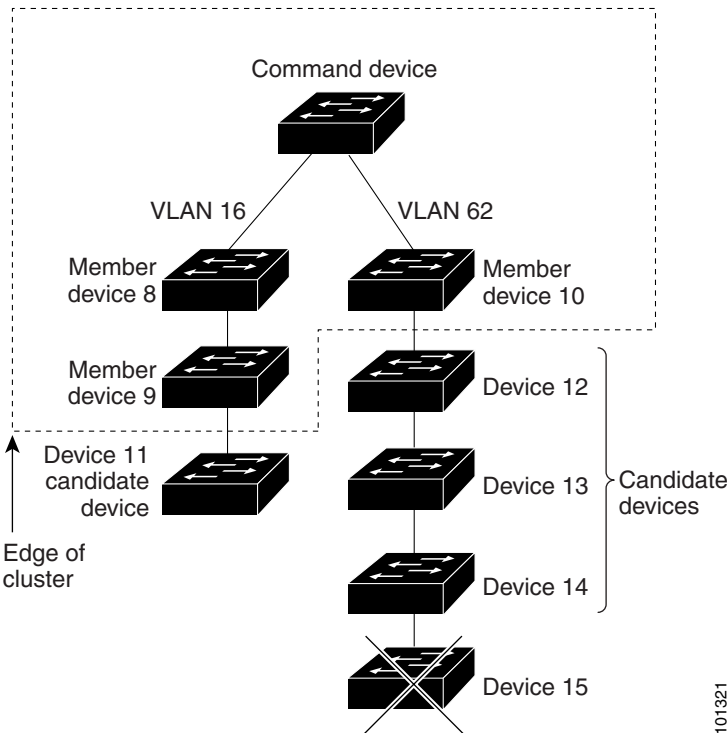 Command device
VLAN 16
VLAN 62
Member
device 8
Member
device 10
Member
device 9
Device 12
Device 11
candidate
device
Device 13
Candidate
devices
Edge of
cluster
Device 14
Device 15
101321